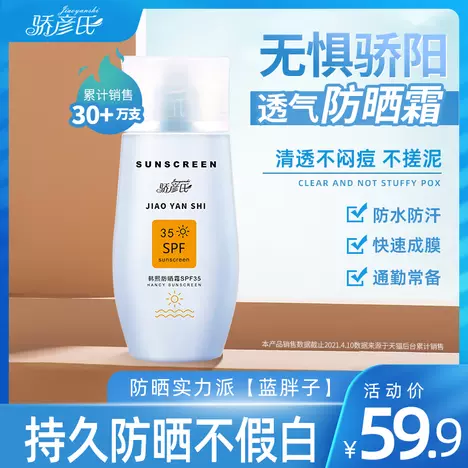 Jiaoyanshi
骄彦氏
累计销售
30+万支
无惧骄阳
透气防晒霜
清透不闷痘 不搓泥
CLEAR AND NOT STUFFY POX
防水防汗
快速成膜
通勤常备
SUNSCREEN
骄彦氏
JIAO YAN SHI
35
SPF
sunscreen
韩熙防晒霜SPF35
HANCY SUNSCREEN
本产品销售数据截止2021.4.10数据来源于天猫后台累计销售
防晒实力派【蓝胖子】
活动价
持久防晒不假白
¥59.9